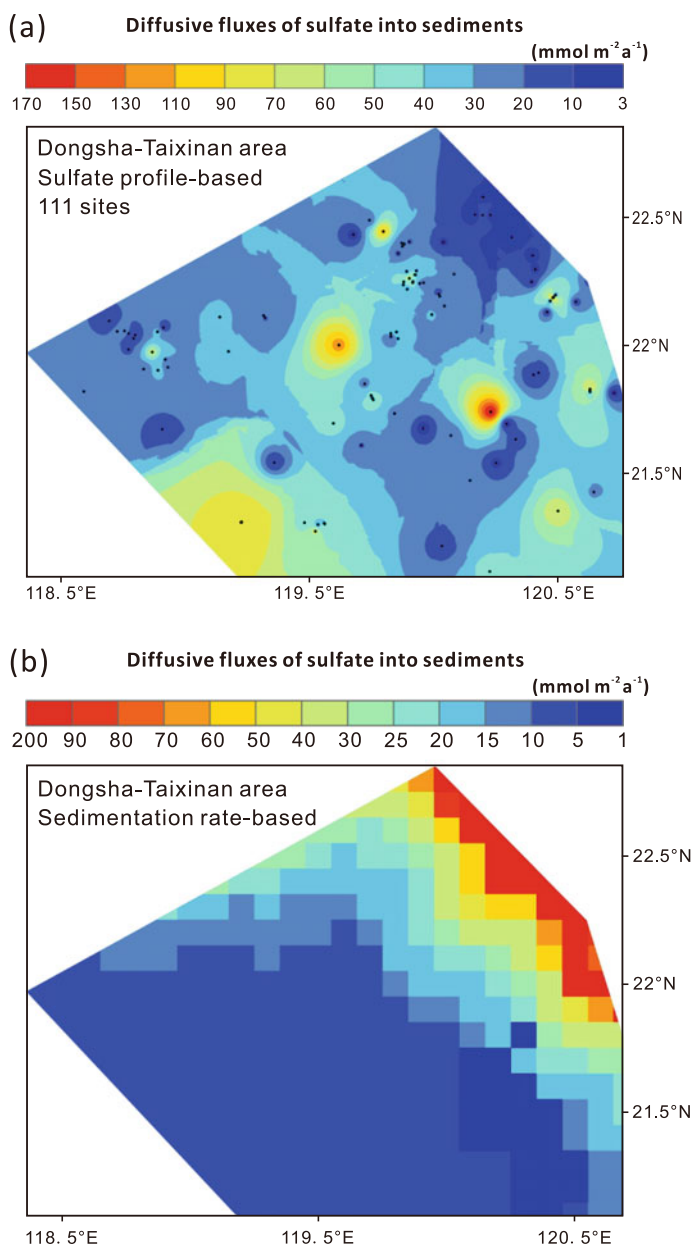 (a)
Diffusive fluxes of sulfate into sediments
(mmol m⁻²a⁻¹)
170 150 130 110 90 70 60 50 40 30 20 10 3
Dongsha-Taixinan area
Sulfate profile-based
111 sites
22.5°N
22°N
21.5°N
118.5°E 119.5°E 120.5°E
(b)
Diffusive fluxes of sulfate into sediments
(mmol m⁻²a⁻¹)
200 90 80 70 60 50 40 30 25 20 15 10 5 1
Dongsha-Taixinan area
Sedimentation rate-based
22.5°N
22°N
21.5°N
118.5°E 119.5°E 120.5°E